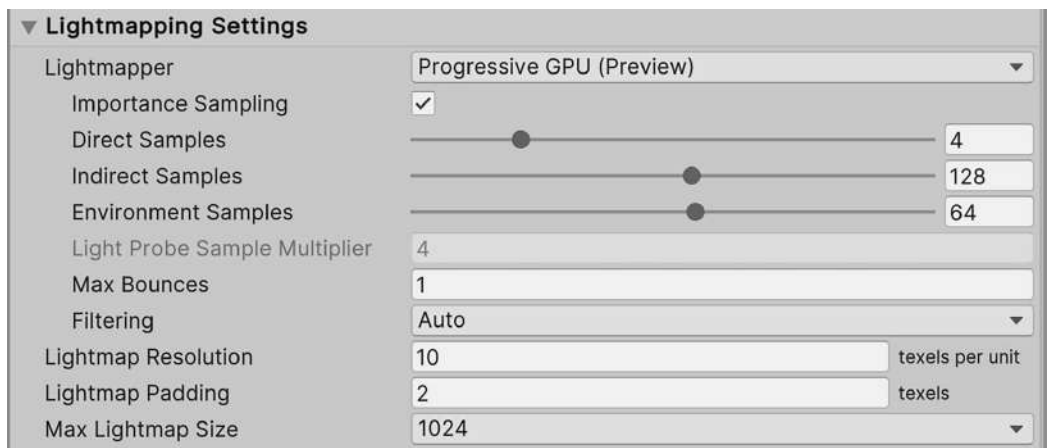 Lightmapping Settings
Lightmapper Progressive GPU (Preview)
Importance Sampling
Direct Samples 4
Indirect Samples 128
Environment Samples 64
Light Probe Sample Multiplier 4
Max Bounces 1
Filtering Auto
Lightmap Resolution 10 texels per unit
Lightmap Padding 2 texels
Max Lightmap Size 1024